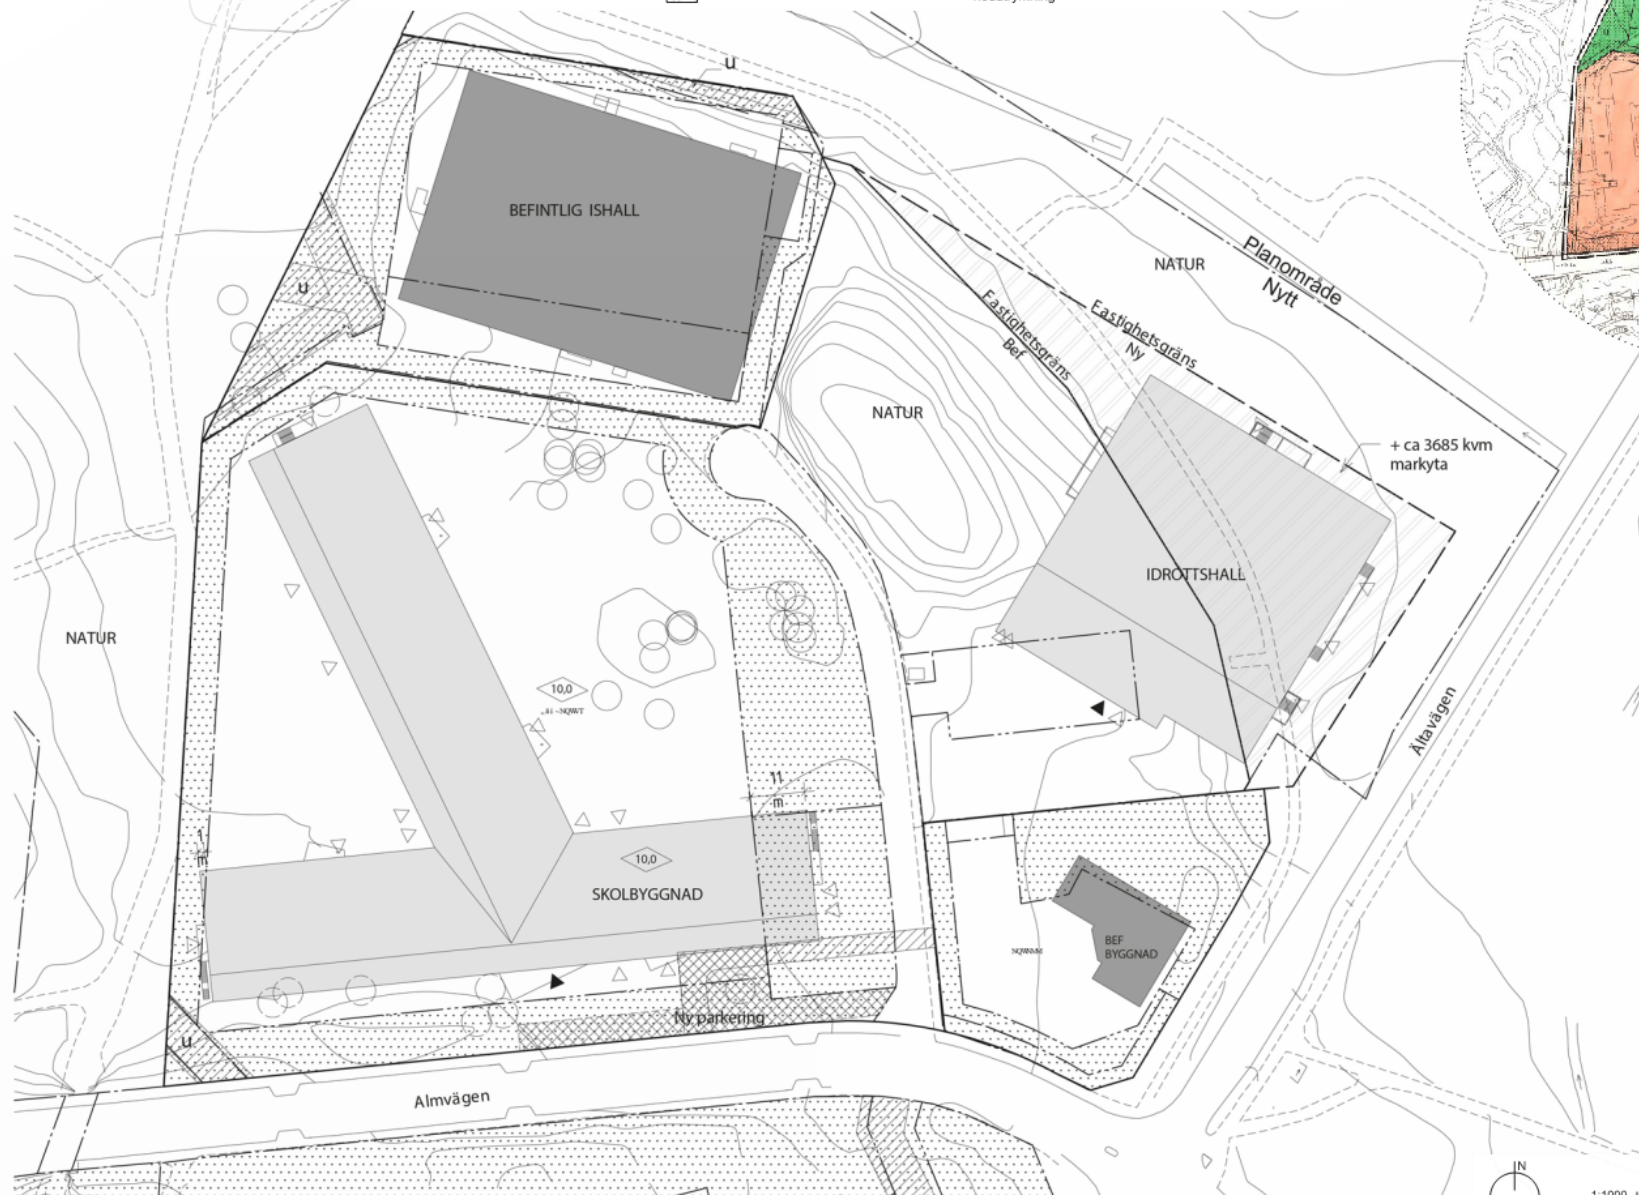 u
BEFINTLIG ISHALL
u
NATUR
Planområde
Nytt
Fastighetsgräns
Ny
Fastighetsgräns
Bef
NATUR
+ ca 3685 kvm
markyta
IDROTTSHALL
NATUR
10,0
Ältavägen
11
m
1
m
10,0
SKOLBYGGNAD
BEF
BYGGNAD
Ny parkering
u
Almvägen
N